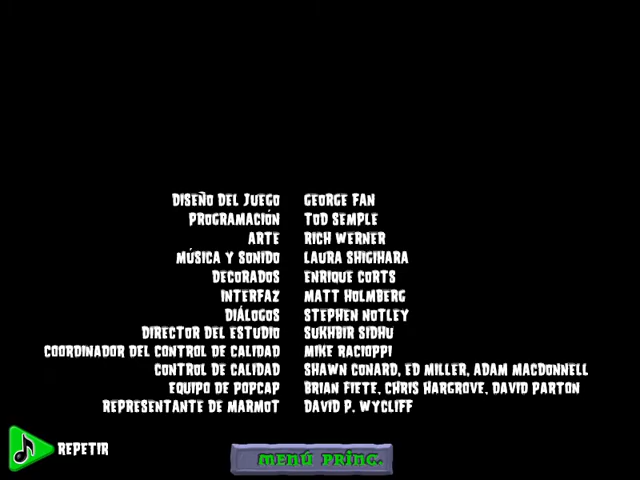 DISEÑO DEL JUEGO GEORGE FAN
PROGRAMACIÓN TOD SEMPLE
ARTE RICH WERNER
MÚSICA Y SONIDO LAURA SHIGIHARA
DECORADOS ENRIQUE CORTS
INTERFAZ MATT HOLMBERG
DIÁLOGOS STEPHEN NOTLEY
DIRECTOR DEL ESTUDIO SUKHBIR SIDHU
COORDINADOR DEL CONTROL DE CALIDAD MIKE RACIOPPI
CONTROL DE CALIDAD SHAWN CONARD, ED MILLER, ADAM MACDONNELL
EQUIPO DE POPCAP BRIAN FIETE, CHRIS HARGROVE, DAVID PARTON
REPRESENTANTE DE MARMOT DAVID P. WYCLIFF
REPETIR
MENÚ PRINC.